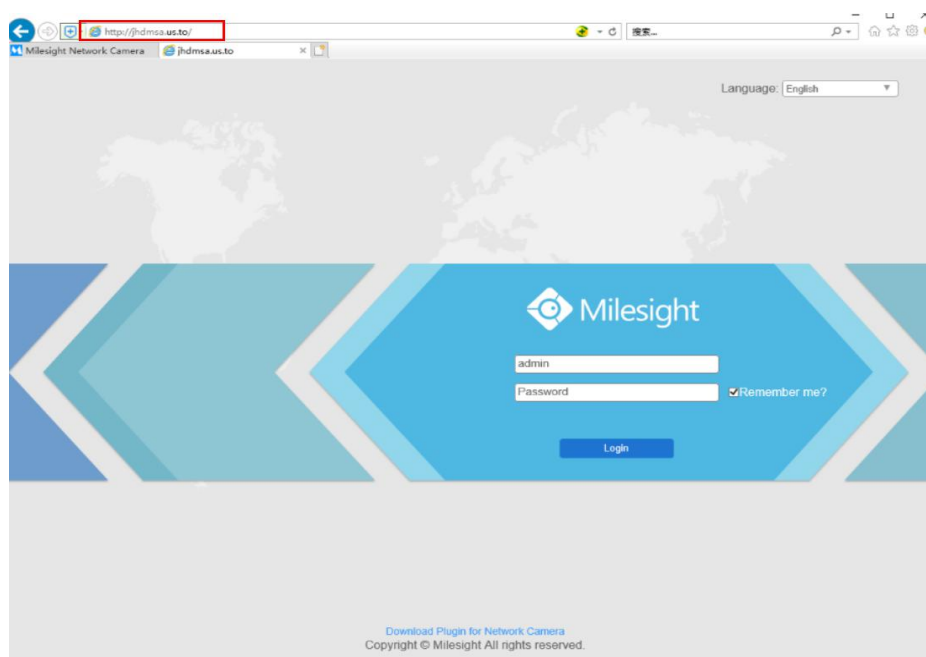 http://jhdmsa.us.to/
搜索...
Milesight Network Camera
jhdmsa.us.to
Language: English
Milesight
admin
Password
Remember me?
Login
Download Plugin for Network Camera
Copyright © Milesight All rights reserved.